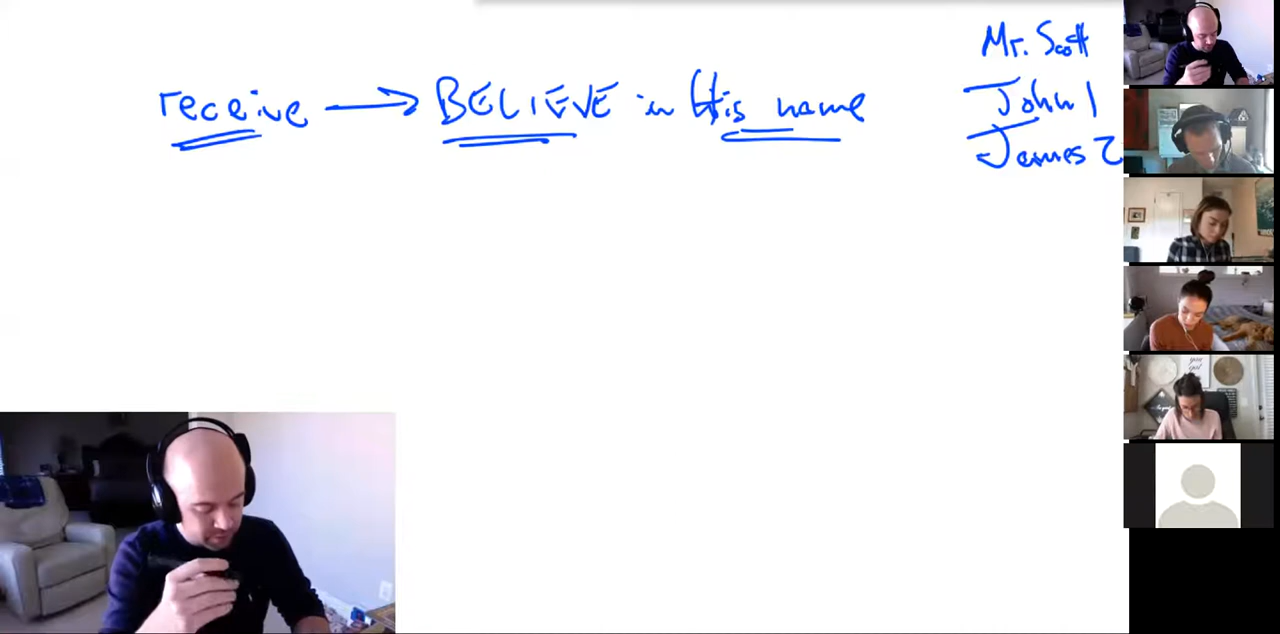 receive → BELIEVE in His name
Mr. Scott
John 1
James 2